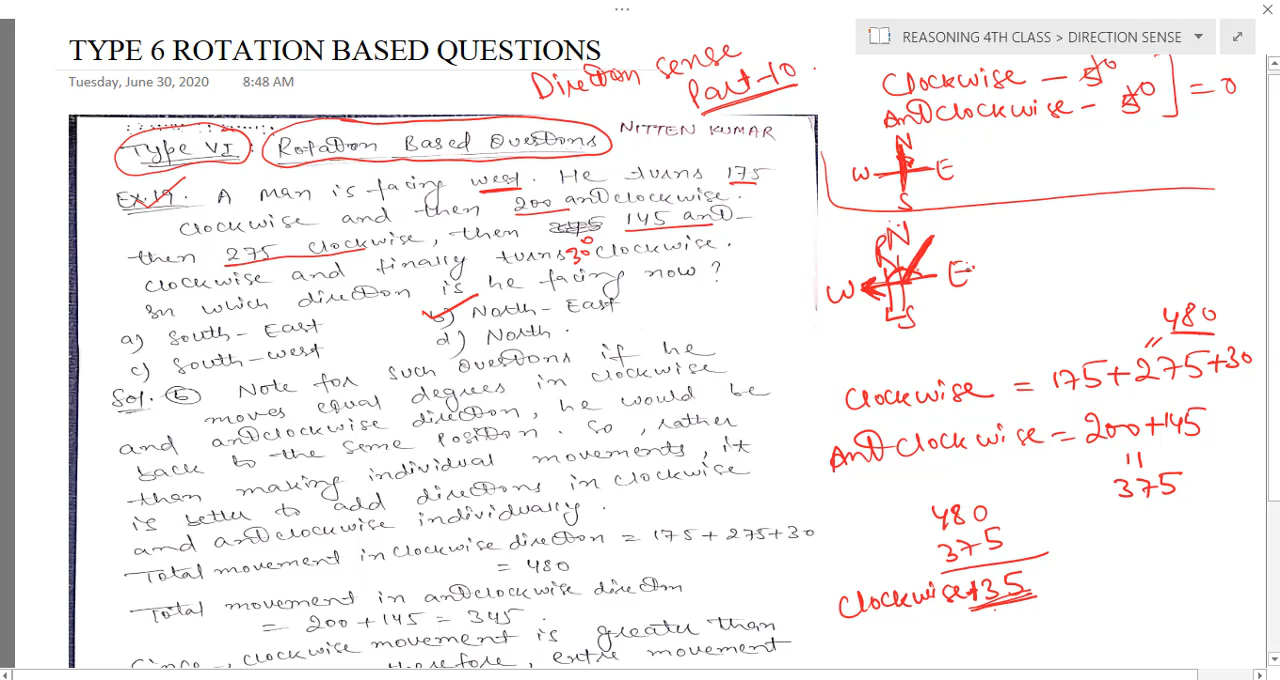 TYPE 6 ROTATION BASED QUESTIONS
Tuesday, June 30, 2020 8:48 AM
REASONING 4TH CLASS > DIRECTION SENSE
Direction sense
Part-10
Type VI Rotation Based Questions NITTEN KUMAR
Ex.19. A man is facing west. He turns 175
clockwise and then 200 anticlockwise.
then 275 clockwise, then 145 anti-
clockwise and finally turns 30° clockwise.
In which direction is he facing now?
a) South-East b) North-East
c) South-west d) North.
Sol. (b) Note for such Questions if he
moves equal degrees in clockwise
and anticlockwise direction, he would be
back to the same position. So, rather
than making individual movements, it
is better to add directions in clockwise
and anticlockwise individually.
Total movement in clockwise direction = 175+275+30
= 480
Total movement in anticlockwise direction
= 200+145 = 345.
Since, clockwise movement is greater than
therefore, entire movement
Clockwise - 50
Anticlockwise - 50
= 0
N
W E
S
N
W E
S
480
Clockwise = 175+275+30
Anticlockwise = 200+145
375
480
375
Clockwise 135